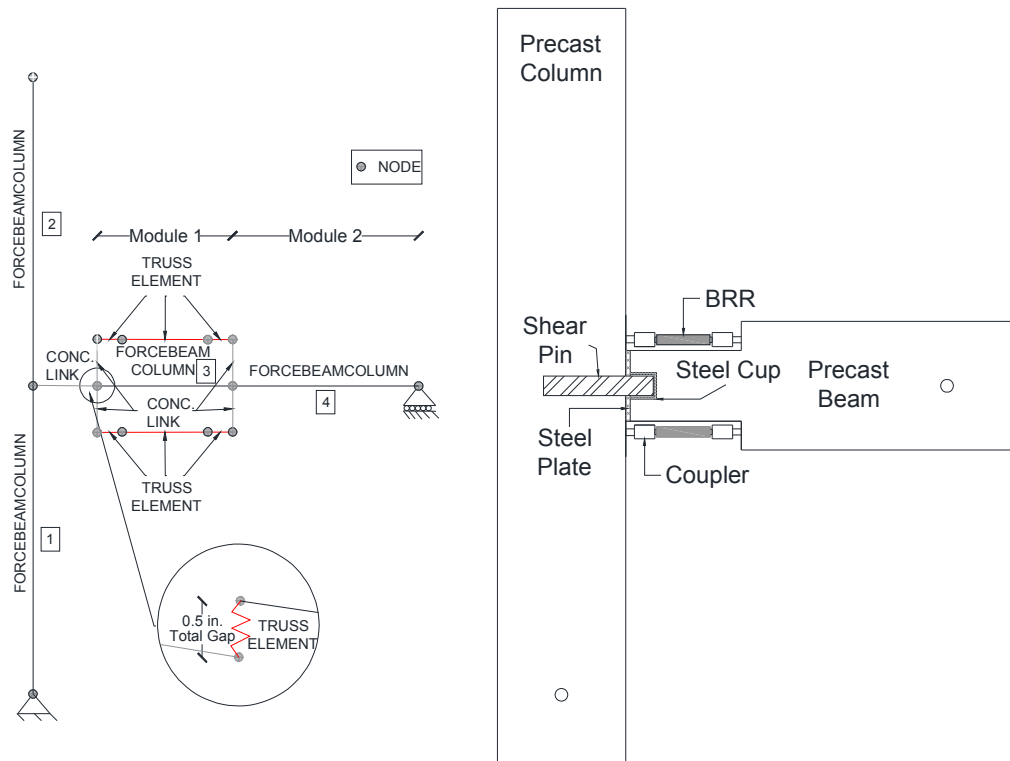 FORCEBEAMCOLUMN
2
NODE
Module 1
Module 2
TRUSS
ELEMENT
FORCEBEAM
COLUMN
3
CONC.
LINK
FORCEBEAMCOLUMN
4
CONC.
LINK
TRUSS
ELEMENT
FORCEBEAMCOLUMN
1
0.5 in.
Total Gap
TRUSS
ELEMENT
Precast
Column
BRR
Shear
Pin
Steel Cup
Precast
Beam
Steel
Plate
Coupler